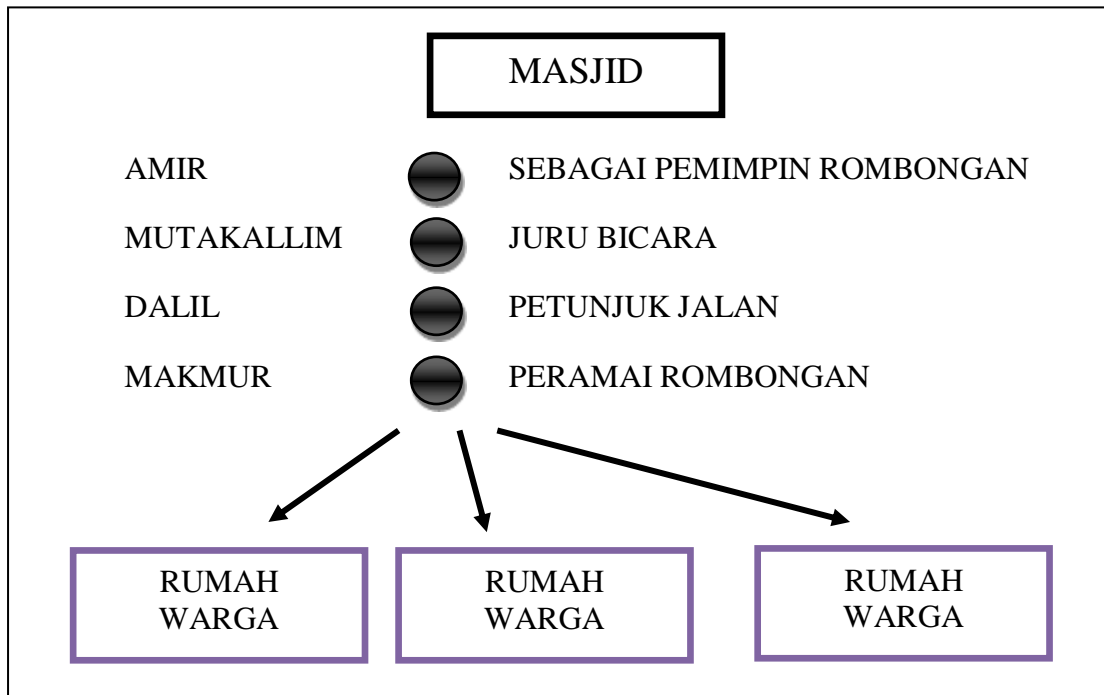 MASJID
AMIR SEBAGAI PEMIMPIN ROMBONGAN
MUTAKALLIM JURU BICARA
DALIL PETUNJUK JALAN
MAKMUR PERAMAI ROMBONGAN
RUMAH
WARGA
RUMAH
WARGA
RUMAH
WARGA